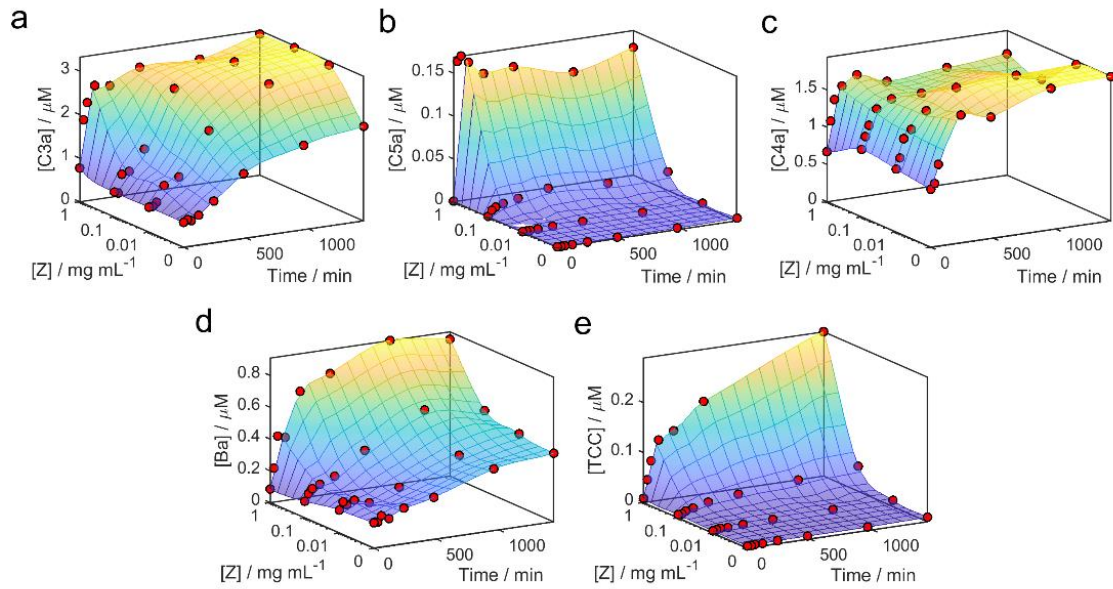 a
[C3a] / μM
3
2
1
0
1
0.1
0.01
0
[Z] / mg mL⁻¹
0
500
1000
Time / min
b
[C5a] / μM
0.15
0.1
0.05
0
1
0.1
0.01
0
[Z] / mg mL⁻¹
0
500
1000
Time / min
c
[C4a] / μM
1.5
1
0.5
0
1
0.1
0.01
0
[Z] / mg mL⁻¹
0
500
1000
Time / min
d
[Ba] / μM
0.8
0.6
0.4
0.2
0
1
0.1
0.01
0
[Z] / mg mL⁻¹
0
500
1000
Time / min
e
[TCC] / μM
0.2
0.1
0
1
0.1
0.01
0
[Z] / mg mL⁻¹
0
500
1000
Time / min